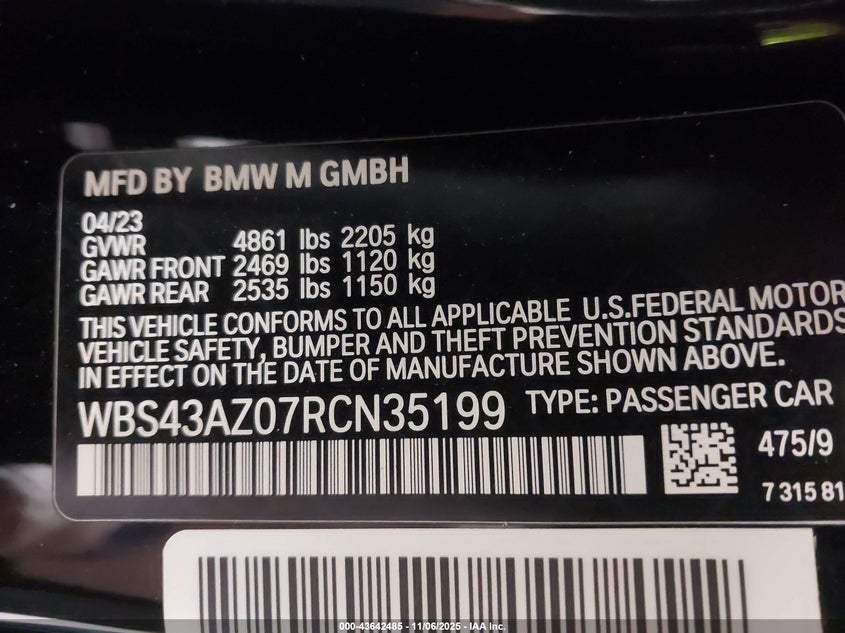 MFD BY BMW M GMBH
04/23
GVWR 4861 lbs 2205 kg
GAWR FRONT 2469 lbs 1120 kg
GAWR REAR 2535 lbs 1150 kg
THIS VEHICLE CONFORMS TO ALL APPLICABLE U.S.FEDERAL MOTOR
VEHICLE SAFETY, BUMPER AND THEFT PREVENTION STANDARDS
IN EFFECT ON THE DATE OF MANUFACTURE SHOWN ABOVE.
WBS43AZ07RCN35199 TYPE: PASSENGER CAR
475/9
7 315 81
000-43642485 - 11/06/2025 - IAA Inc.